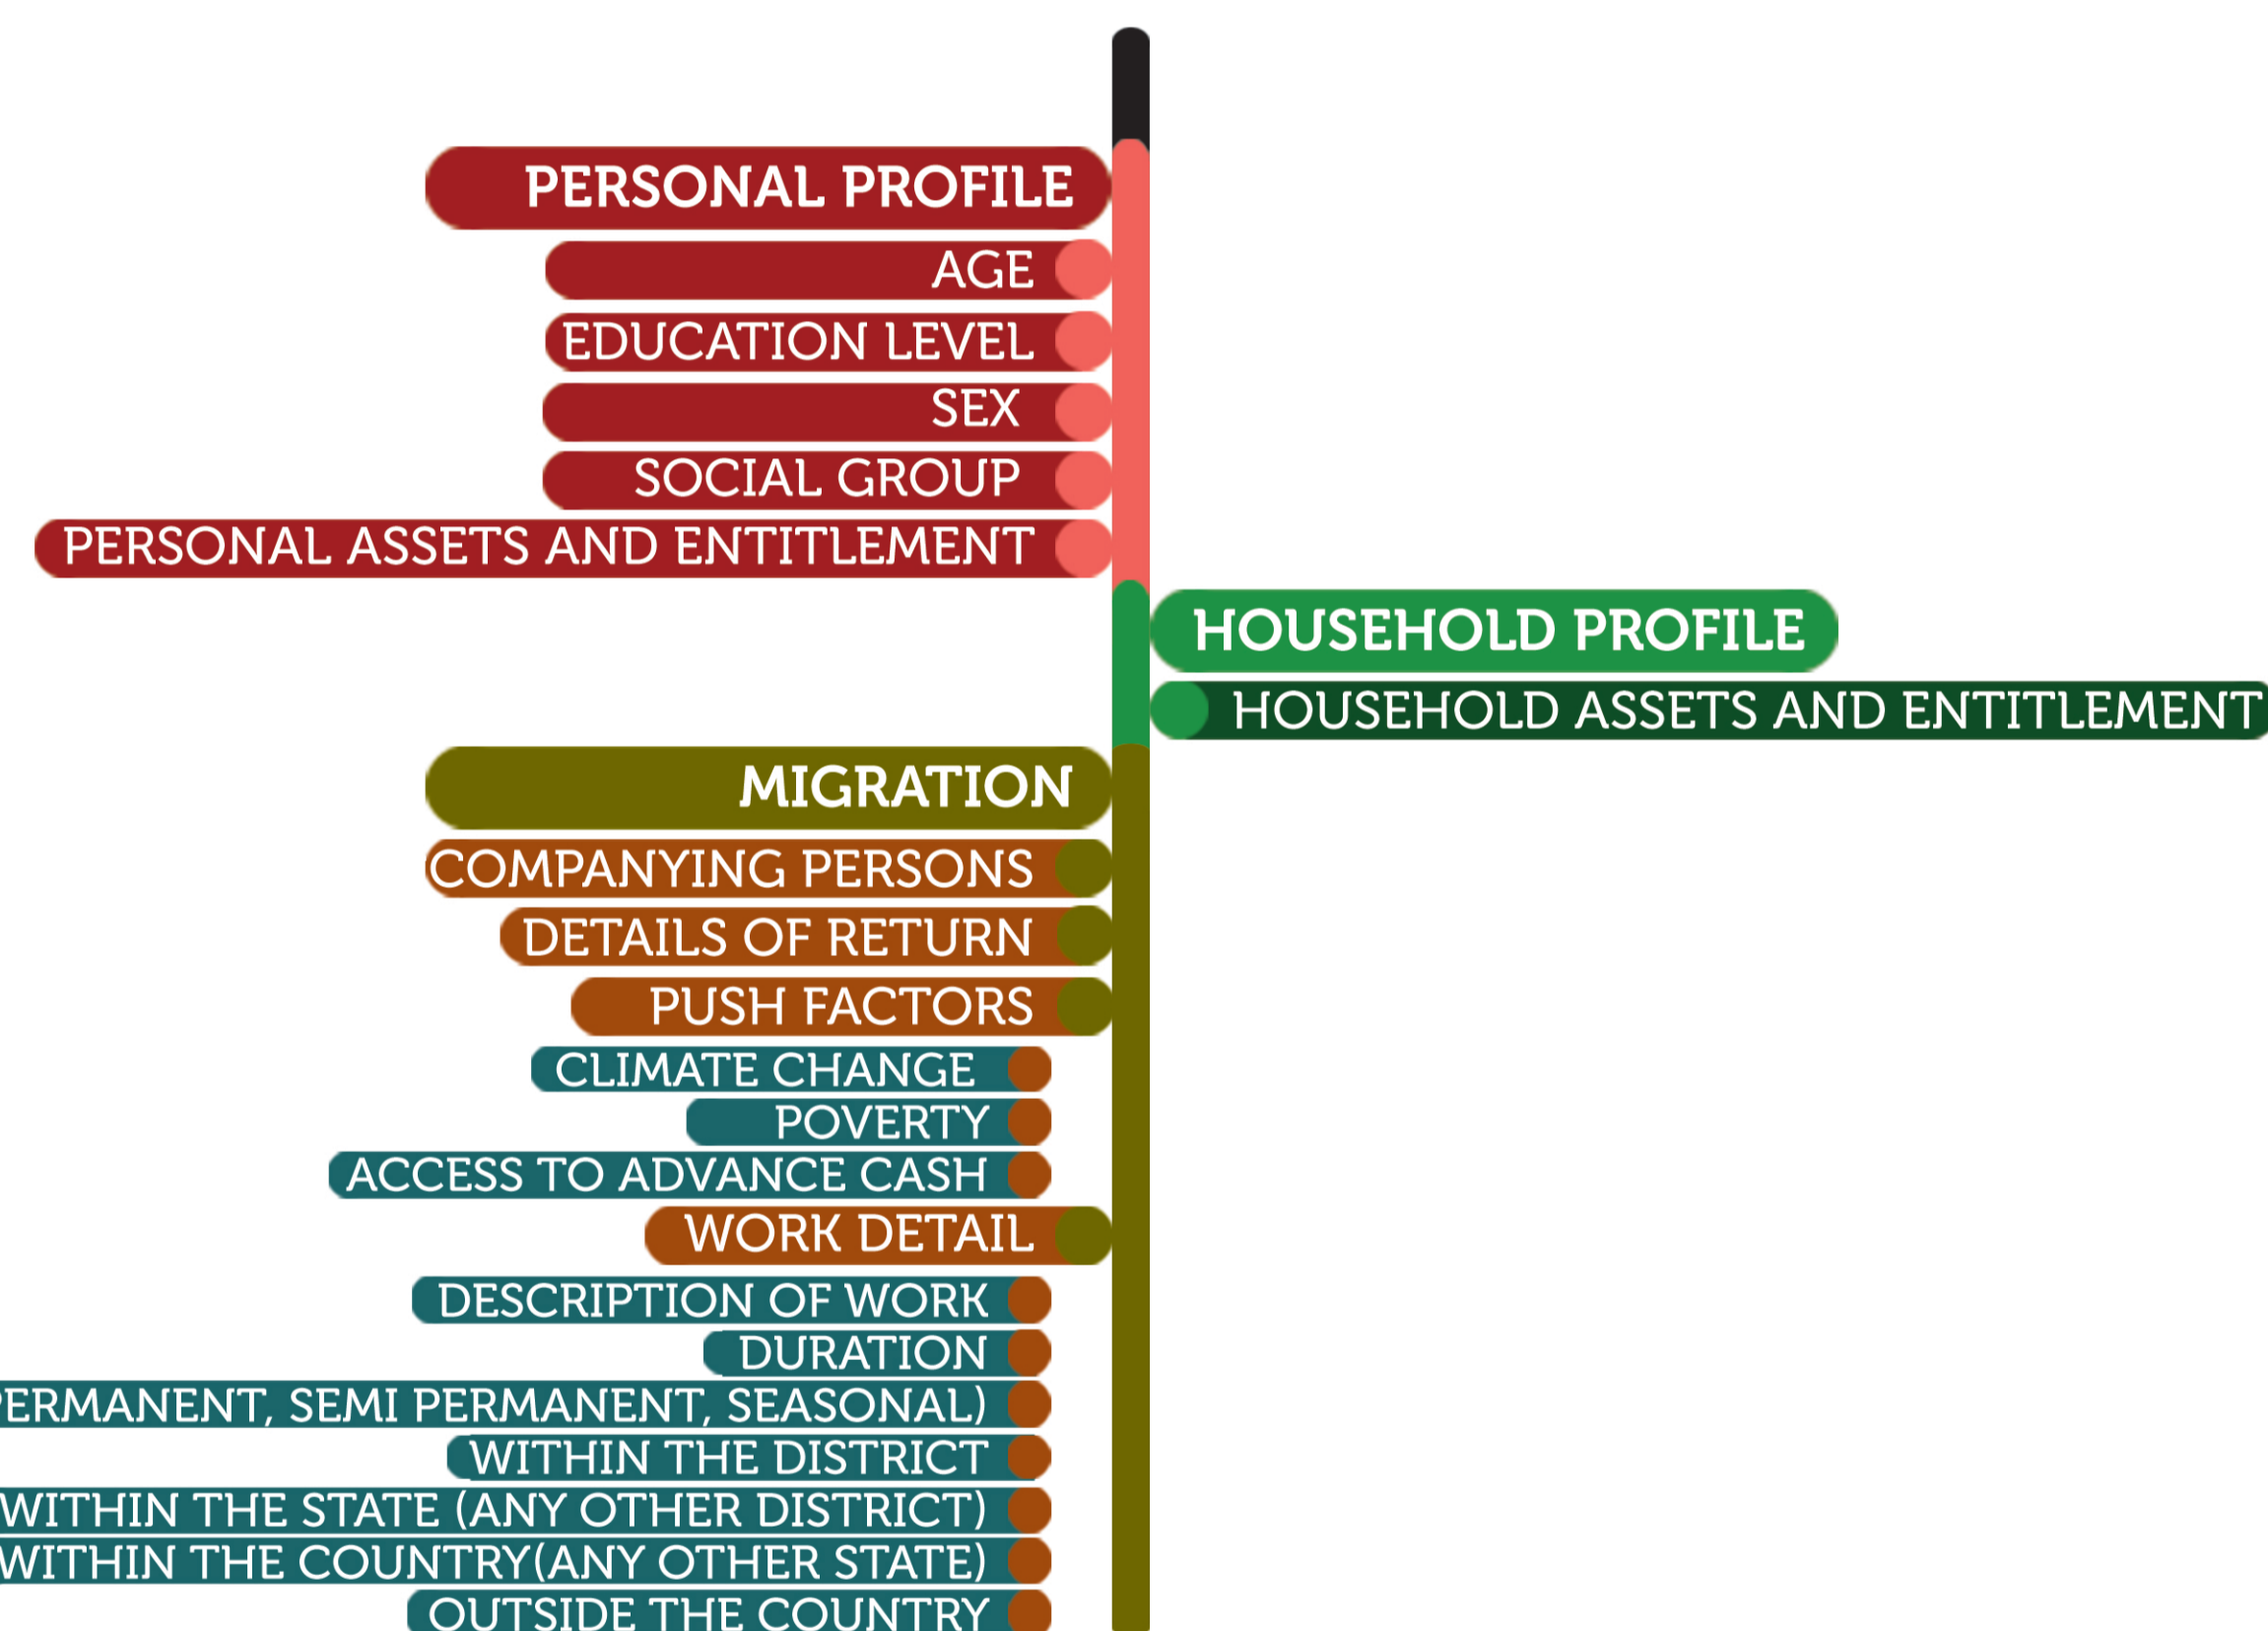 PERSONAL PROFILE
AGE
EDUCATION LEVEL
SEX
SOCIAL GROUP
PERSONAL ASSETS AND ENTITLEMENT
HOUSEHOLD PROFILE
HOUSEHOLD ASSETS AND ENTITLEMENT
MIGRATION
COMPANYING PERSONS
DETAILS OF RETURN
PUSH FACTORS
CLIMATE CHANGE
POVERTY
ACCESS TO ADVANCE CASH
WORK DETAIL
DESCRIPTION OF WORK
DURATION
ERMANENT, SEMI PERMANENT, SEASONAL)
WITHIN THE DISTRICT
WITHIN THE STATE (ANY OTHER DISTRICT)
WITHIN THE COUNTRY(ANY OTHER STATE)
OUTSIDE THE COUNTRY